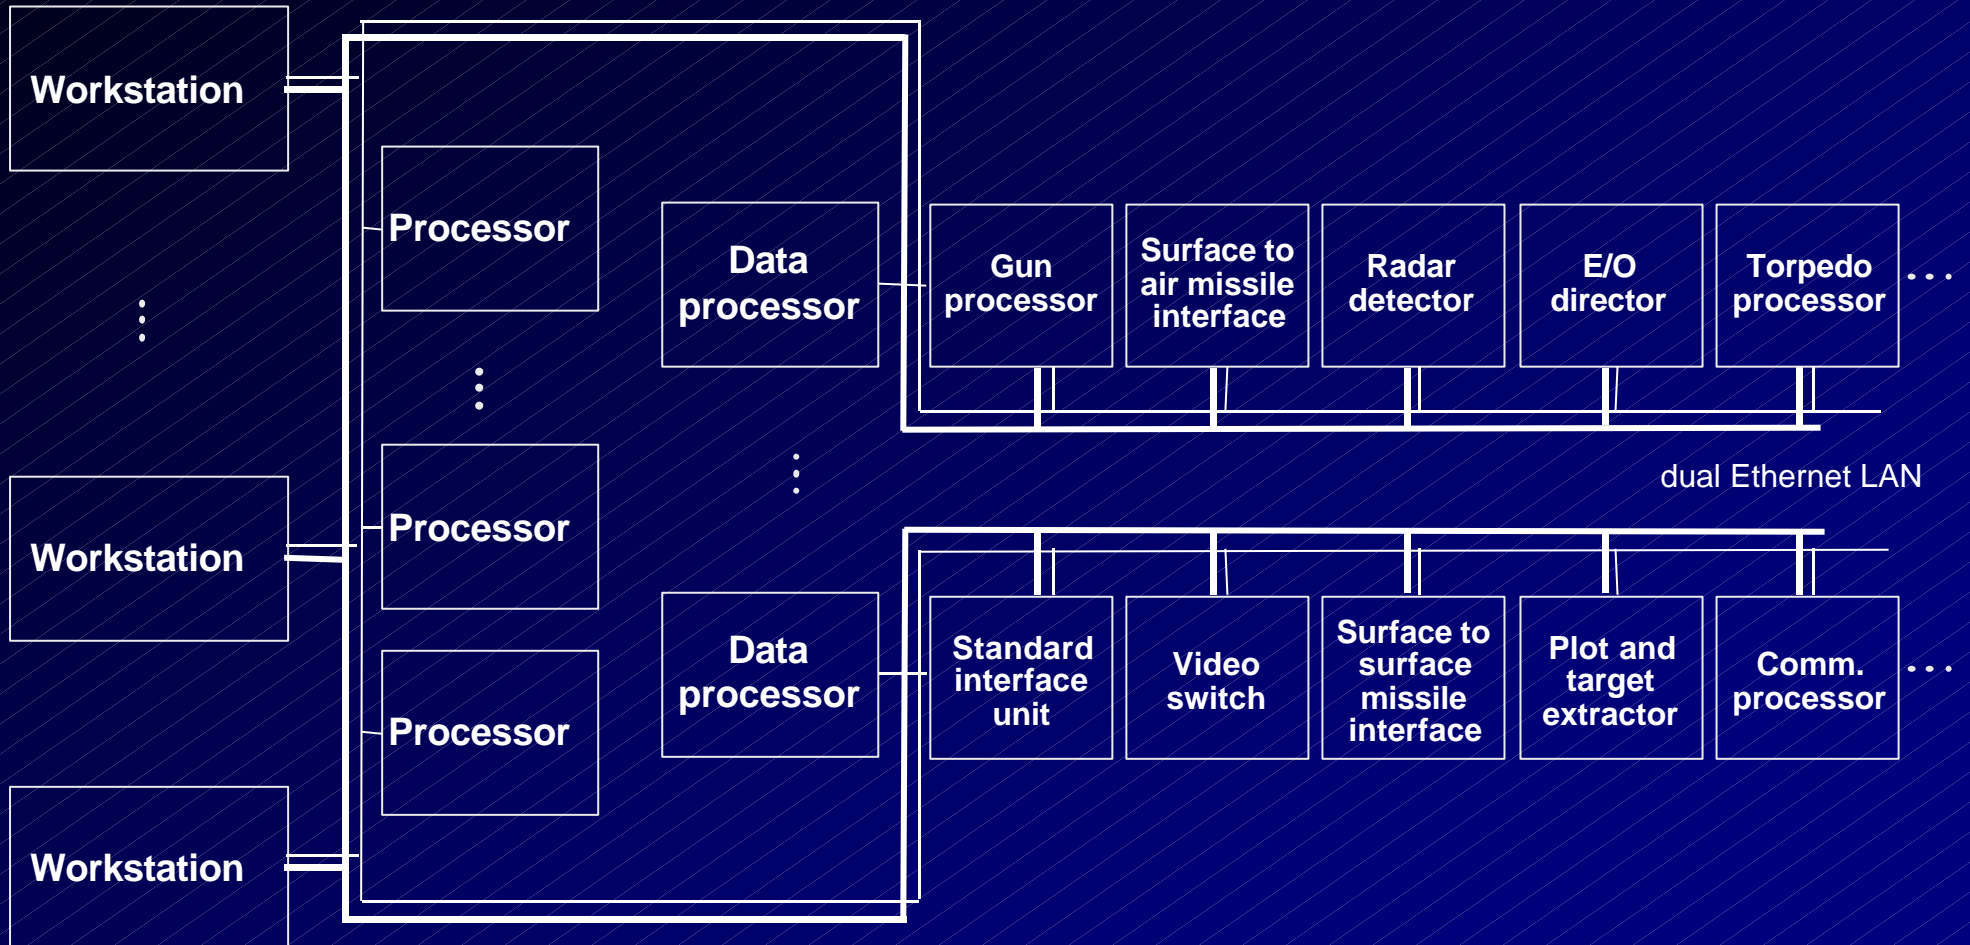 Workstation
Processor
Data
processor
Gun
processor
Surface to
air missile
interface
Radar
detector
E/O
director
Torpedo
processor
...
dual Ethernet LAN
Workstation
Processor
Processor
Data
processor
Standard
interface
unit
Video
switch
Surface to
surface
missile
interface
Plot and
target
extractor
Comm.
processor
...
Workstation